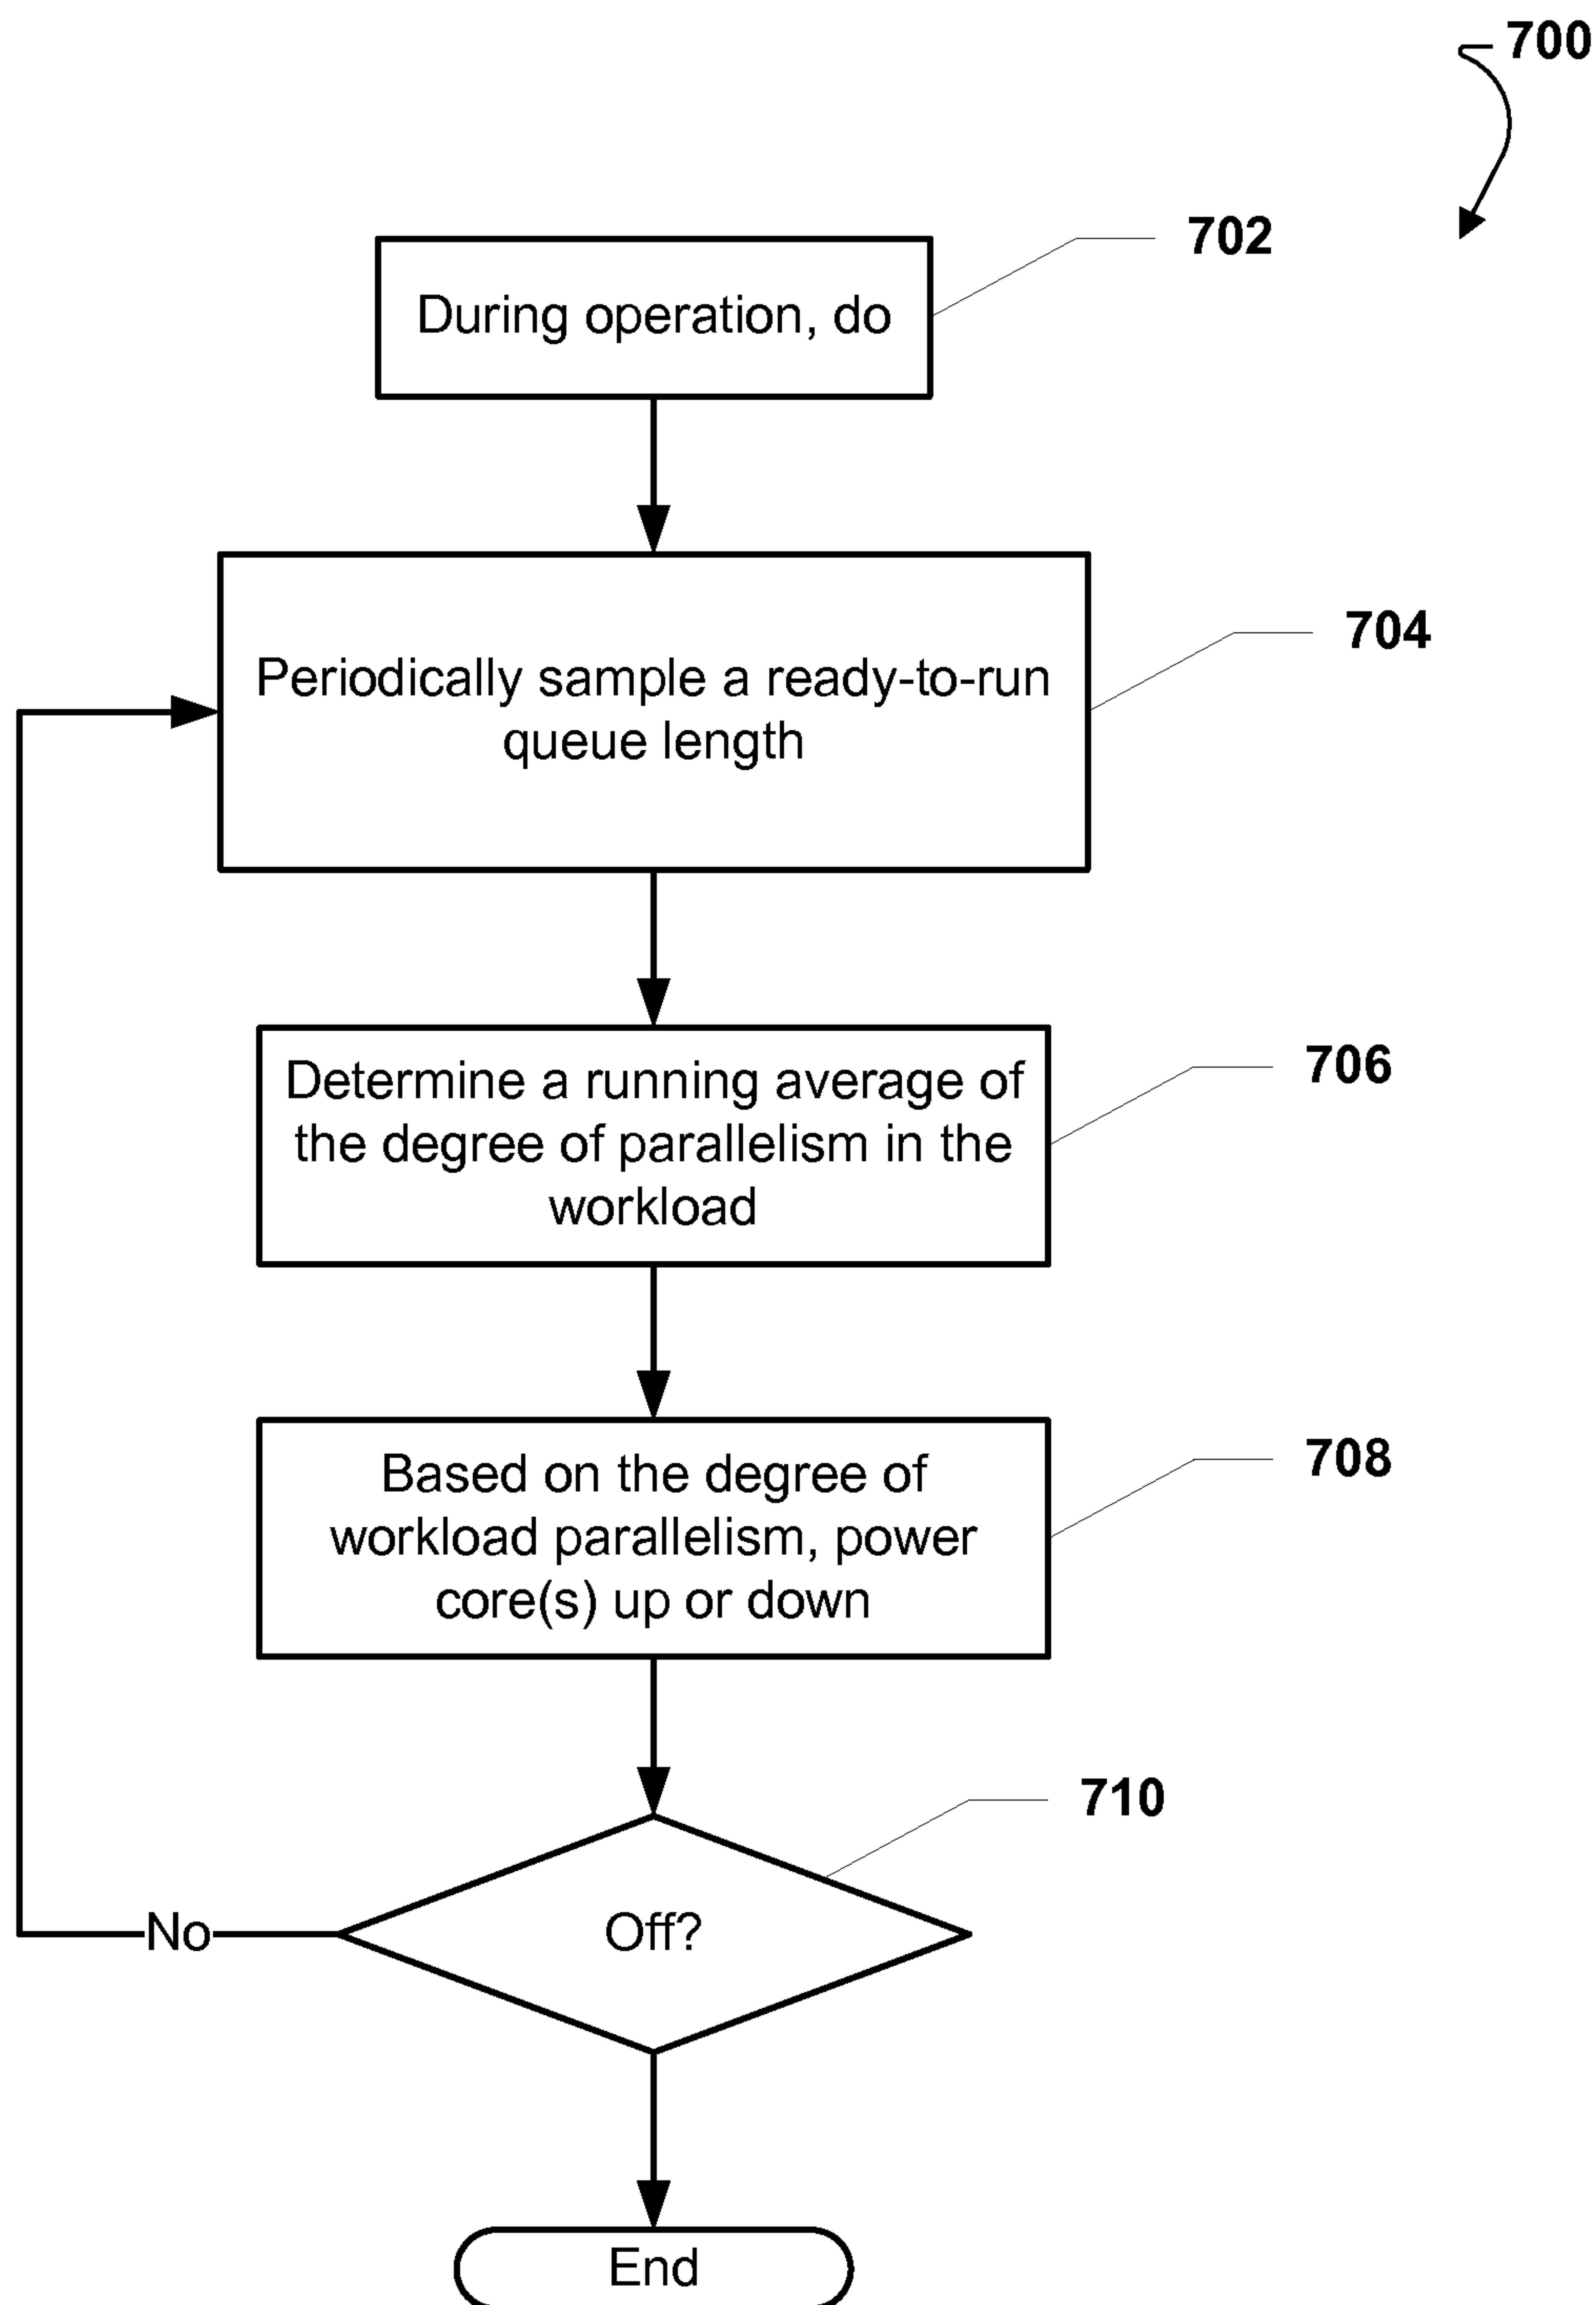 700
702
During operation, do
704
Periodically sample a ready-to-run
queue length
706
Determine a running average of
the degree of parallelism in the
workload
708
Based on the degree of
workload parallelism, power
core(s) up or down
710
Off?
No
End